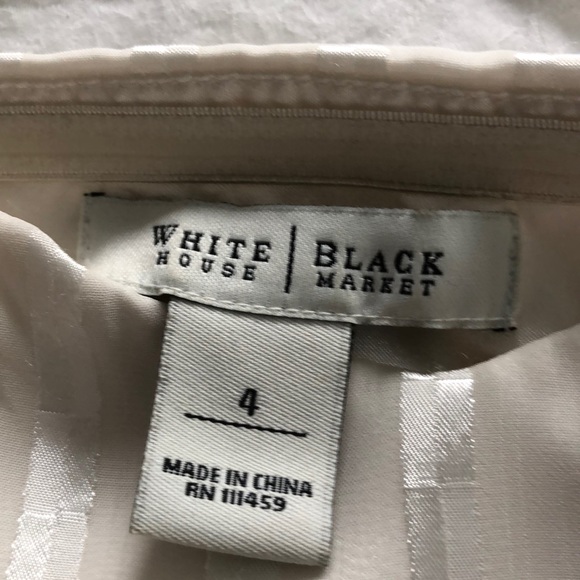 WHITE | BLACK
HOUSE | MARKET
4
MADE IN CHINA
RN 111459